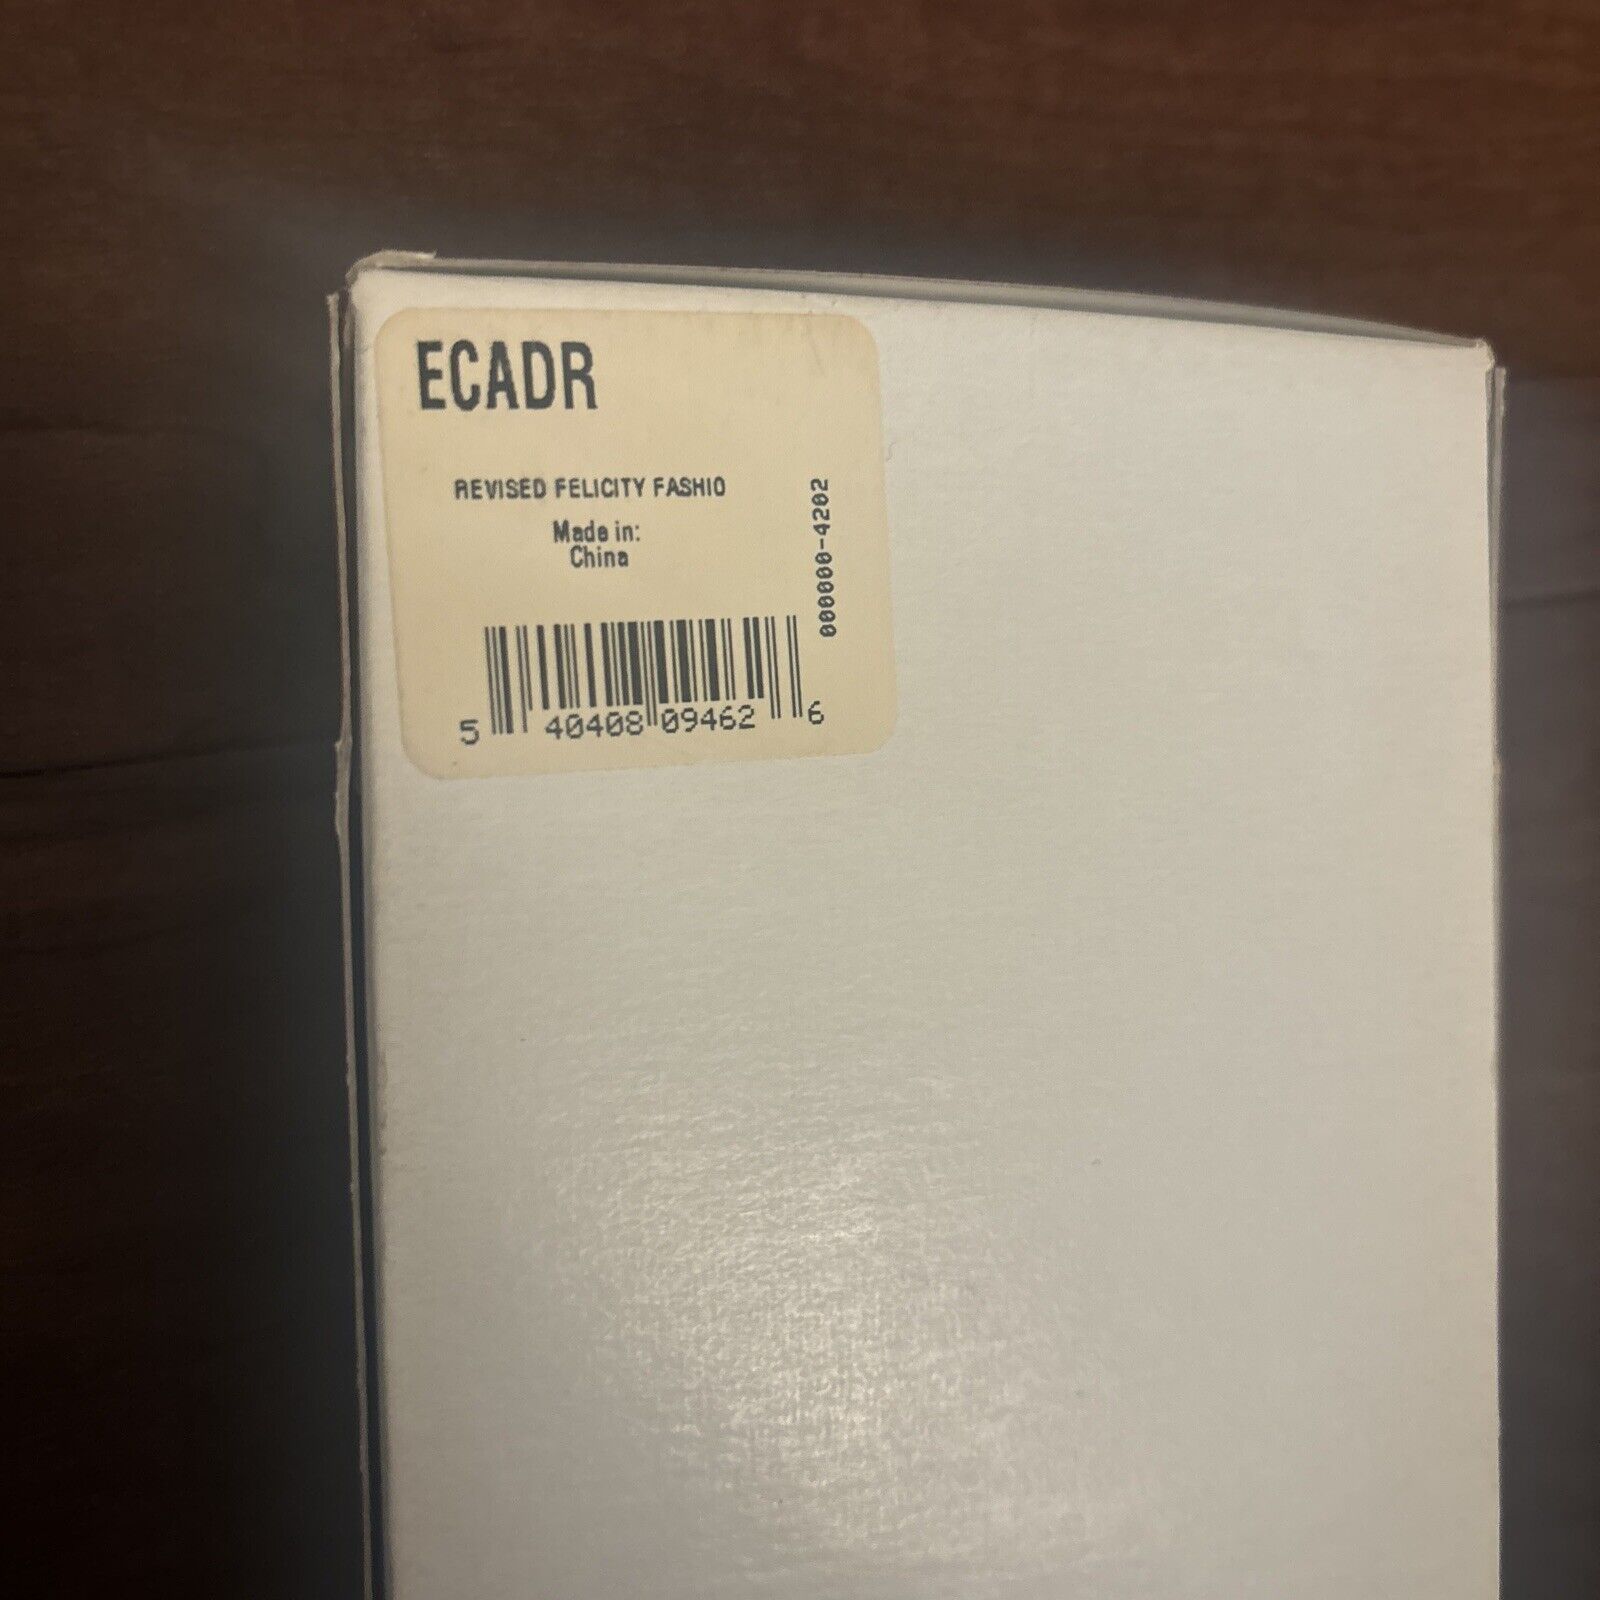 ECADR
REVISED FELICITY FASHIO
Made in:
China
000000-4202
5 40408 09462 6